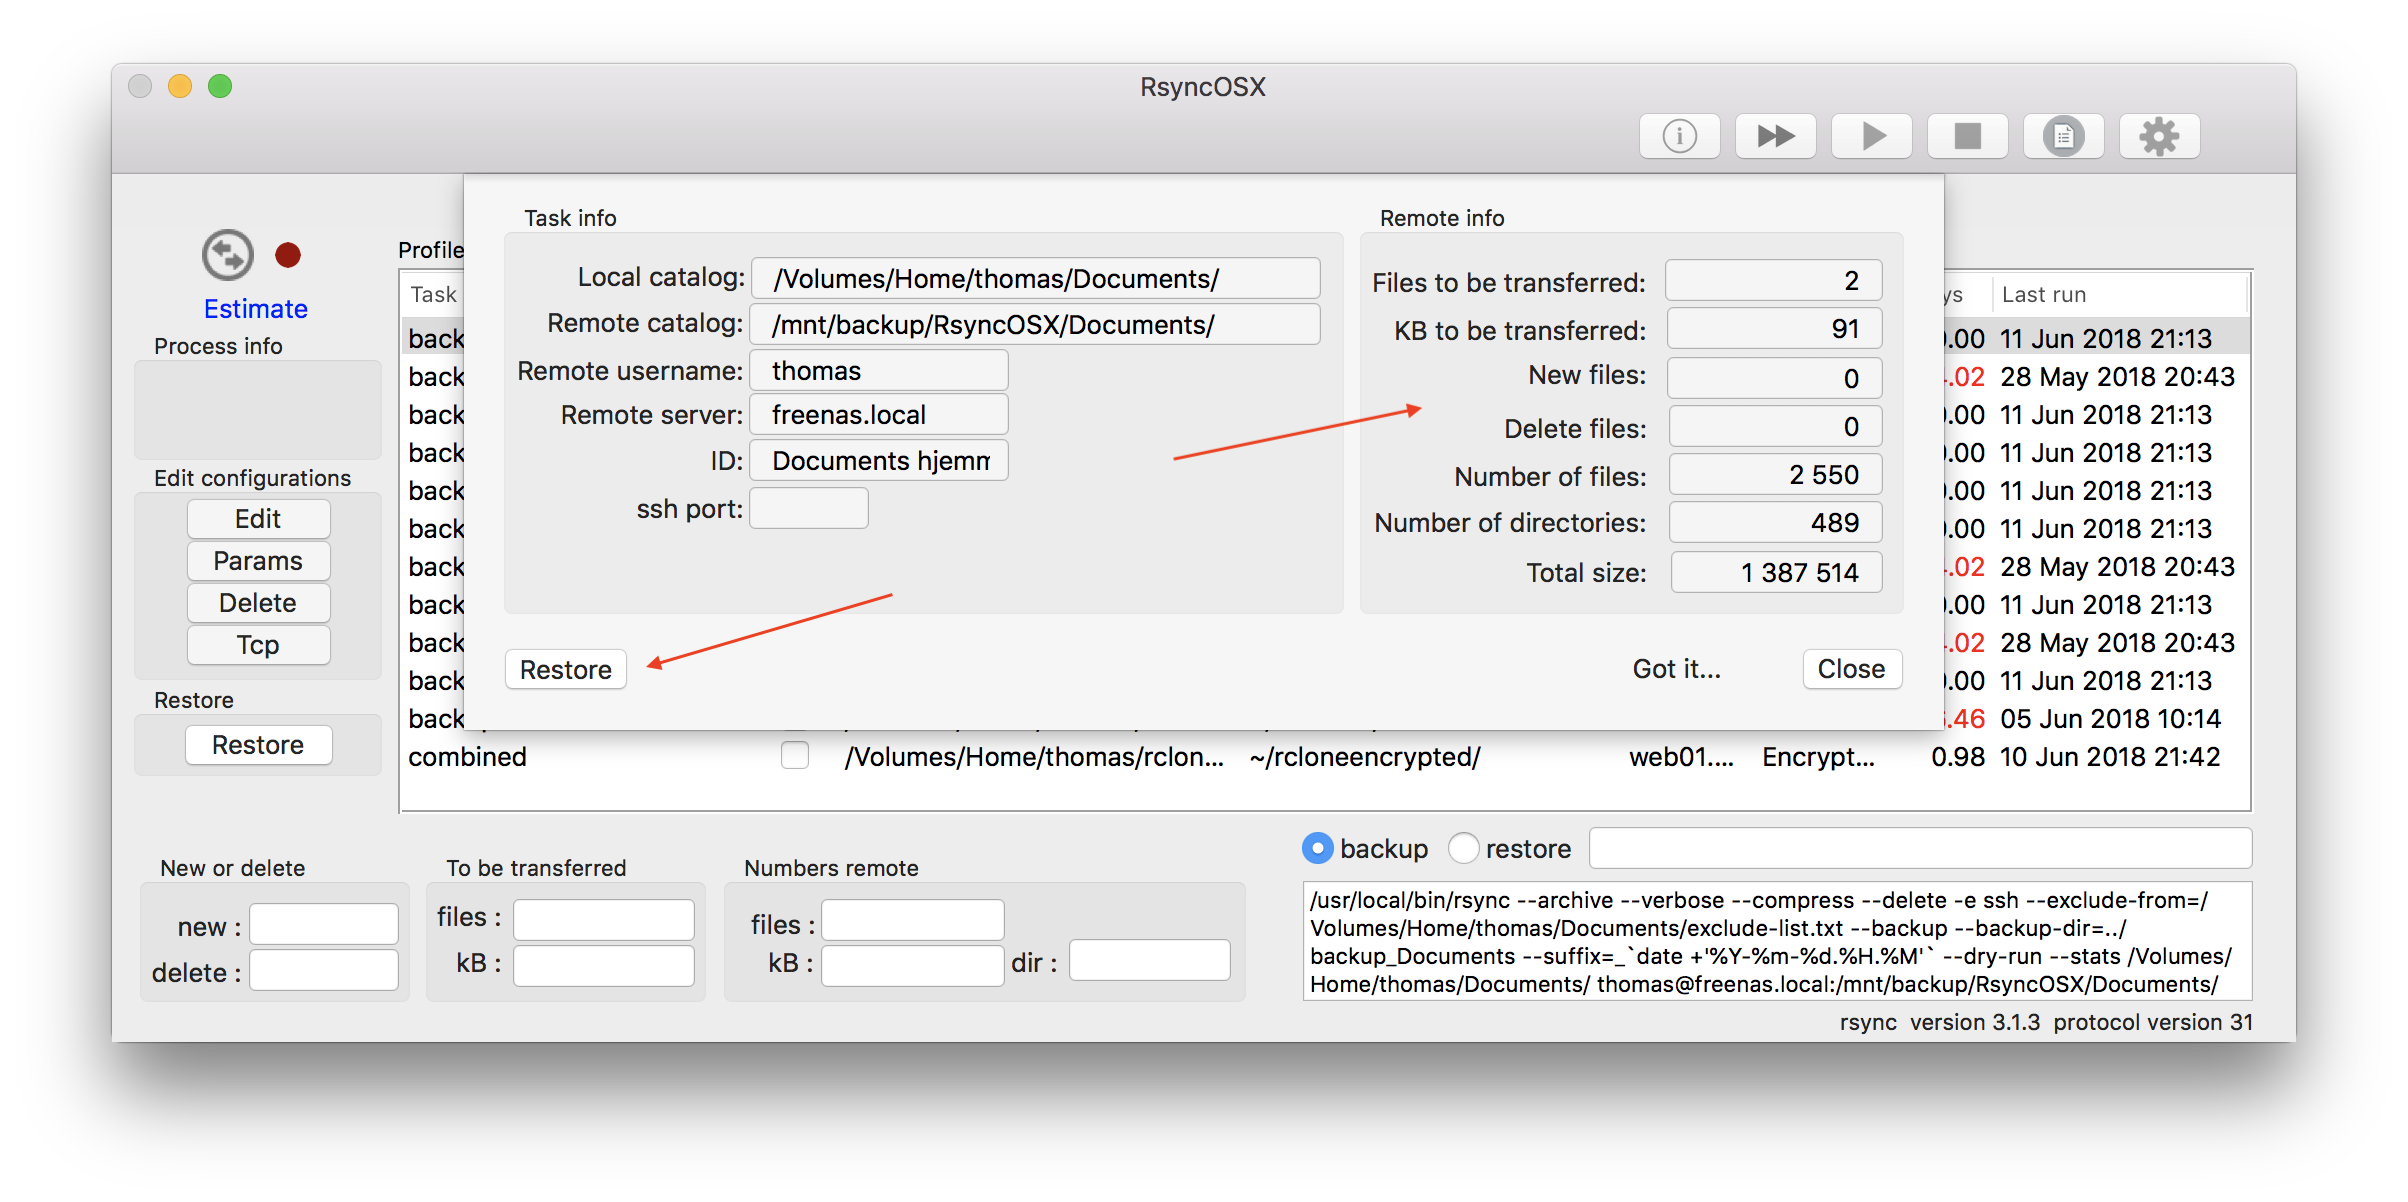 RsyncOSX
Task info
Local catalog: /Volumes/Home/thomas/Documents/
Remote catalog: /mnt/backup/RsyncOSX/Documents/
Remote username: thomas
Remote server: freenas.local
ID: Documents hjemm
ssh port:
Restore
Remote info
Files to be transferred: 2
KB to be transferred: 91
New files: 0
Delete files: 0
Number of files: 2 550
Number of directories: 489
Total size: 1 387 514
Got it... Close
Estimate
Process info
Edit configurations
Edit
Params
Delete
Tcp
Restore
Restore
Profile
Task ys Last run
back .00 11 Jun 2018 21:13
back .02 28 May 2018 20:43
back .00 11 Jun 2018 21:13
back .00 11 Jun 2018 21:13
back .00 11 Jun 2018 21:13
back .00 11 Jun 2018 21:13
back .02 28 May 2018 20:43
back .00 11 Jun 2018 21:13
back .02 28 May 2018 20:43
back .00 11 Jun 2018 21:13
back .46 05 Jun 2018 10:14
combined /Volumes/Home/thomas/rclon... ~/rcloneencrypted/ web01.... Encrypt... 0.98 10 Jun 2018 21:42
New or delete
new :
delete :
To be transferred
files :
kB :
Numbers remote
files :
kB : dir :
backup restore
/usr/local/bin/rsync --archive --verbose --compress --delete -e ssh --exclude-from=/
Volumes/Home/thomas/Documents/exclude-list.txt --backup --backup-dir=../
backup_Documents --suffix=_`date +'%Y-%m-%d.%H.%M'` --dry-run --stats /Volumes/
Home/thomas/Documents/ thomas@freenas.local:/mnt/backup/RsyncOSX/Documents/
rsync version 3.1.3 protocol version 31